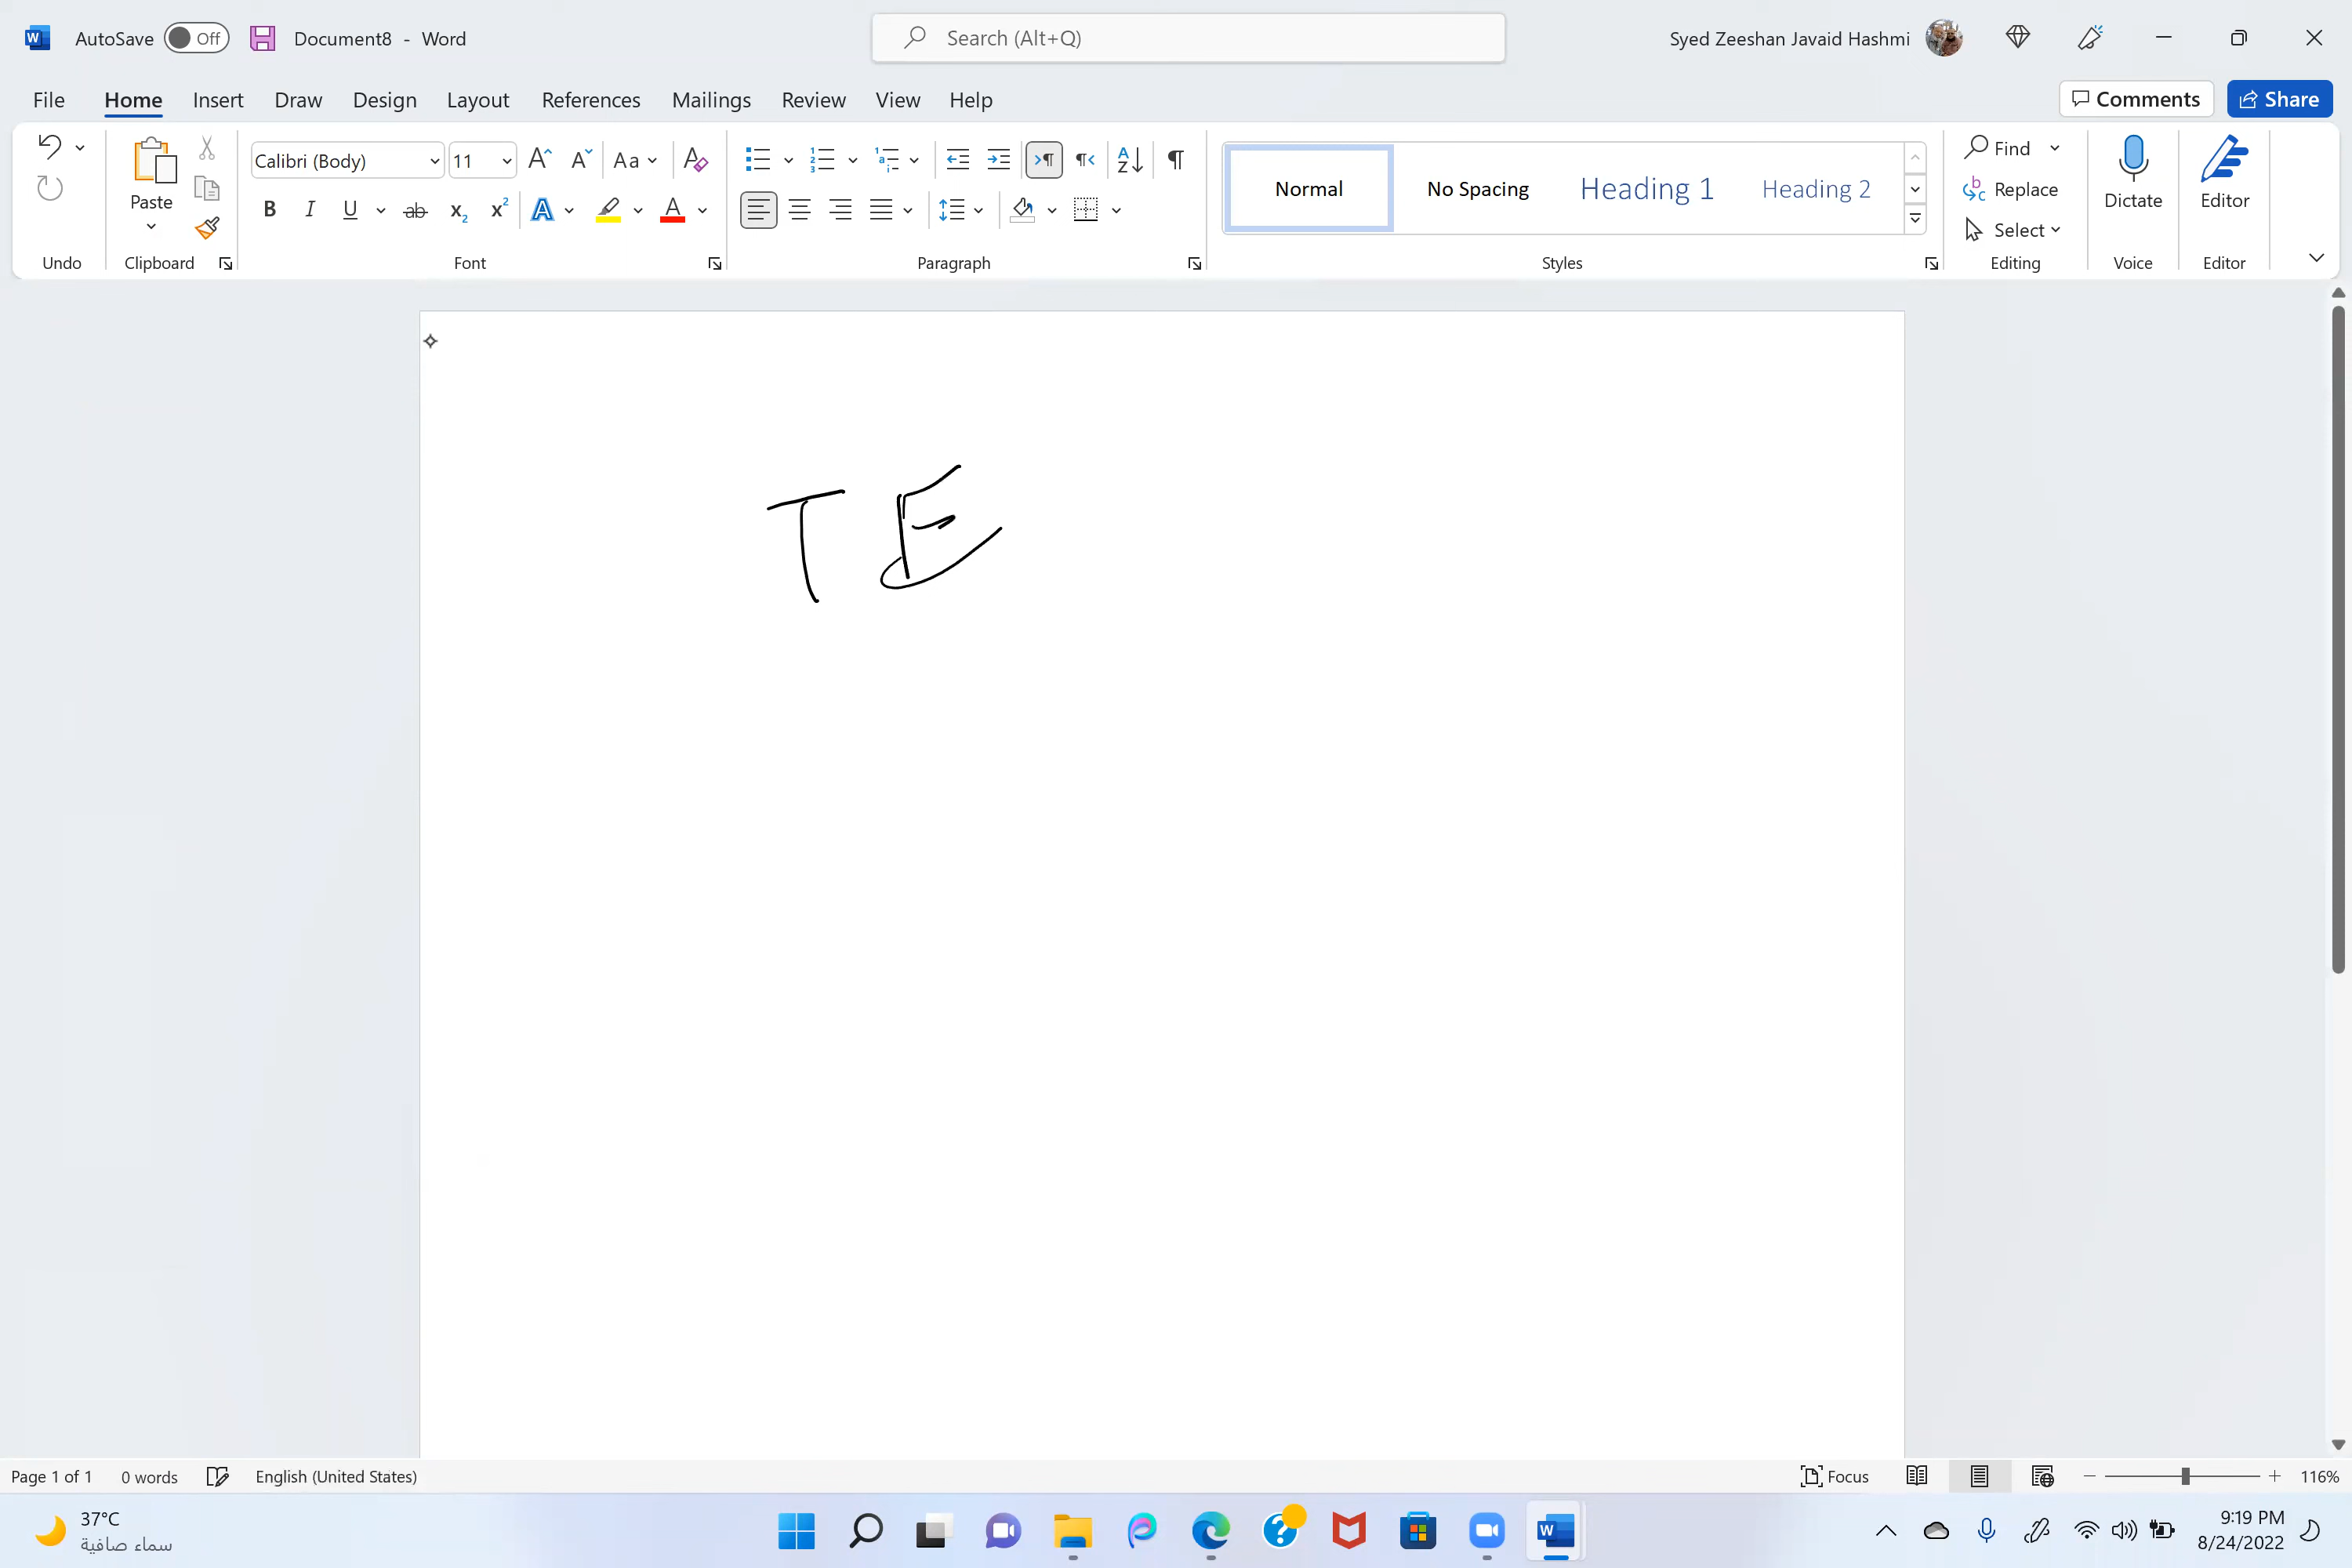 AutoSave Off Document8 - Word Search (Alt+Q) Syed Zeeshan Javaid Hashmi
File Home Insert Draw Design Layout References Mailings Review View Help Comments Share
Calibri (Body) 11 Normal No Spacing Heading 1 Heading 2 Find
Paste Replace Dictate Editor
Select
Undo Clipboard Font Paragraph Styles Editing Voice Editor
TE
Page 1 of 1 0 words English (United States) Focus 116%
37°C 9:19 PM
سماء صافية 8/24/2022